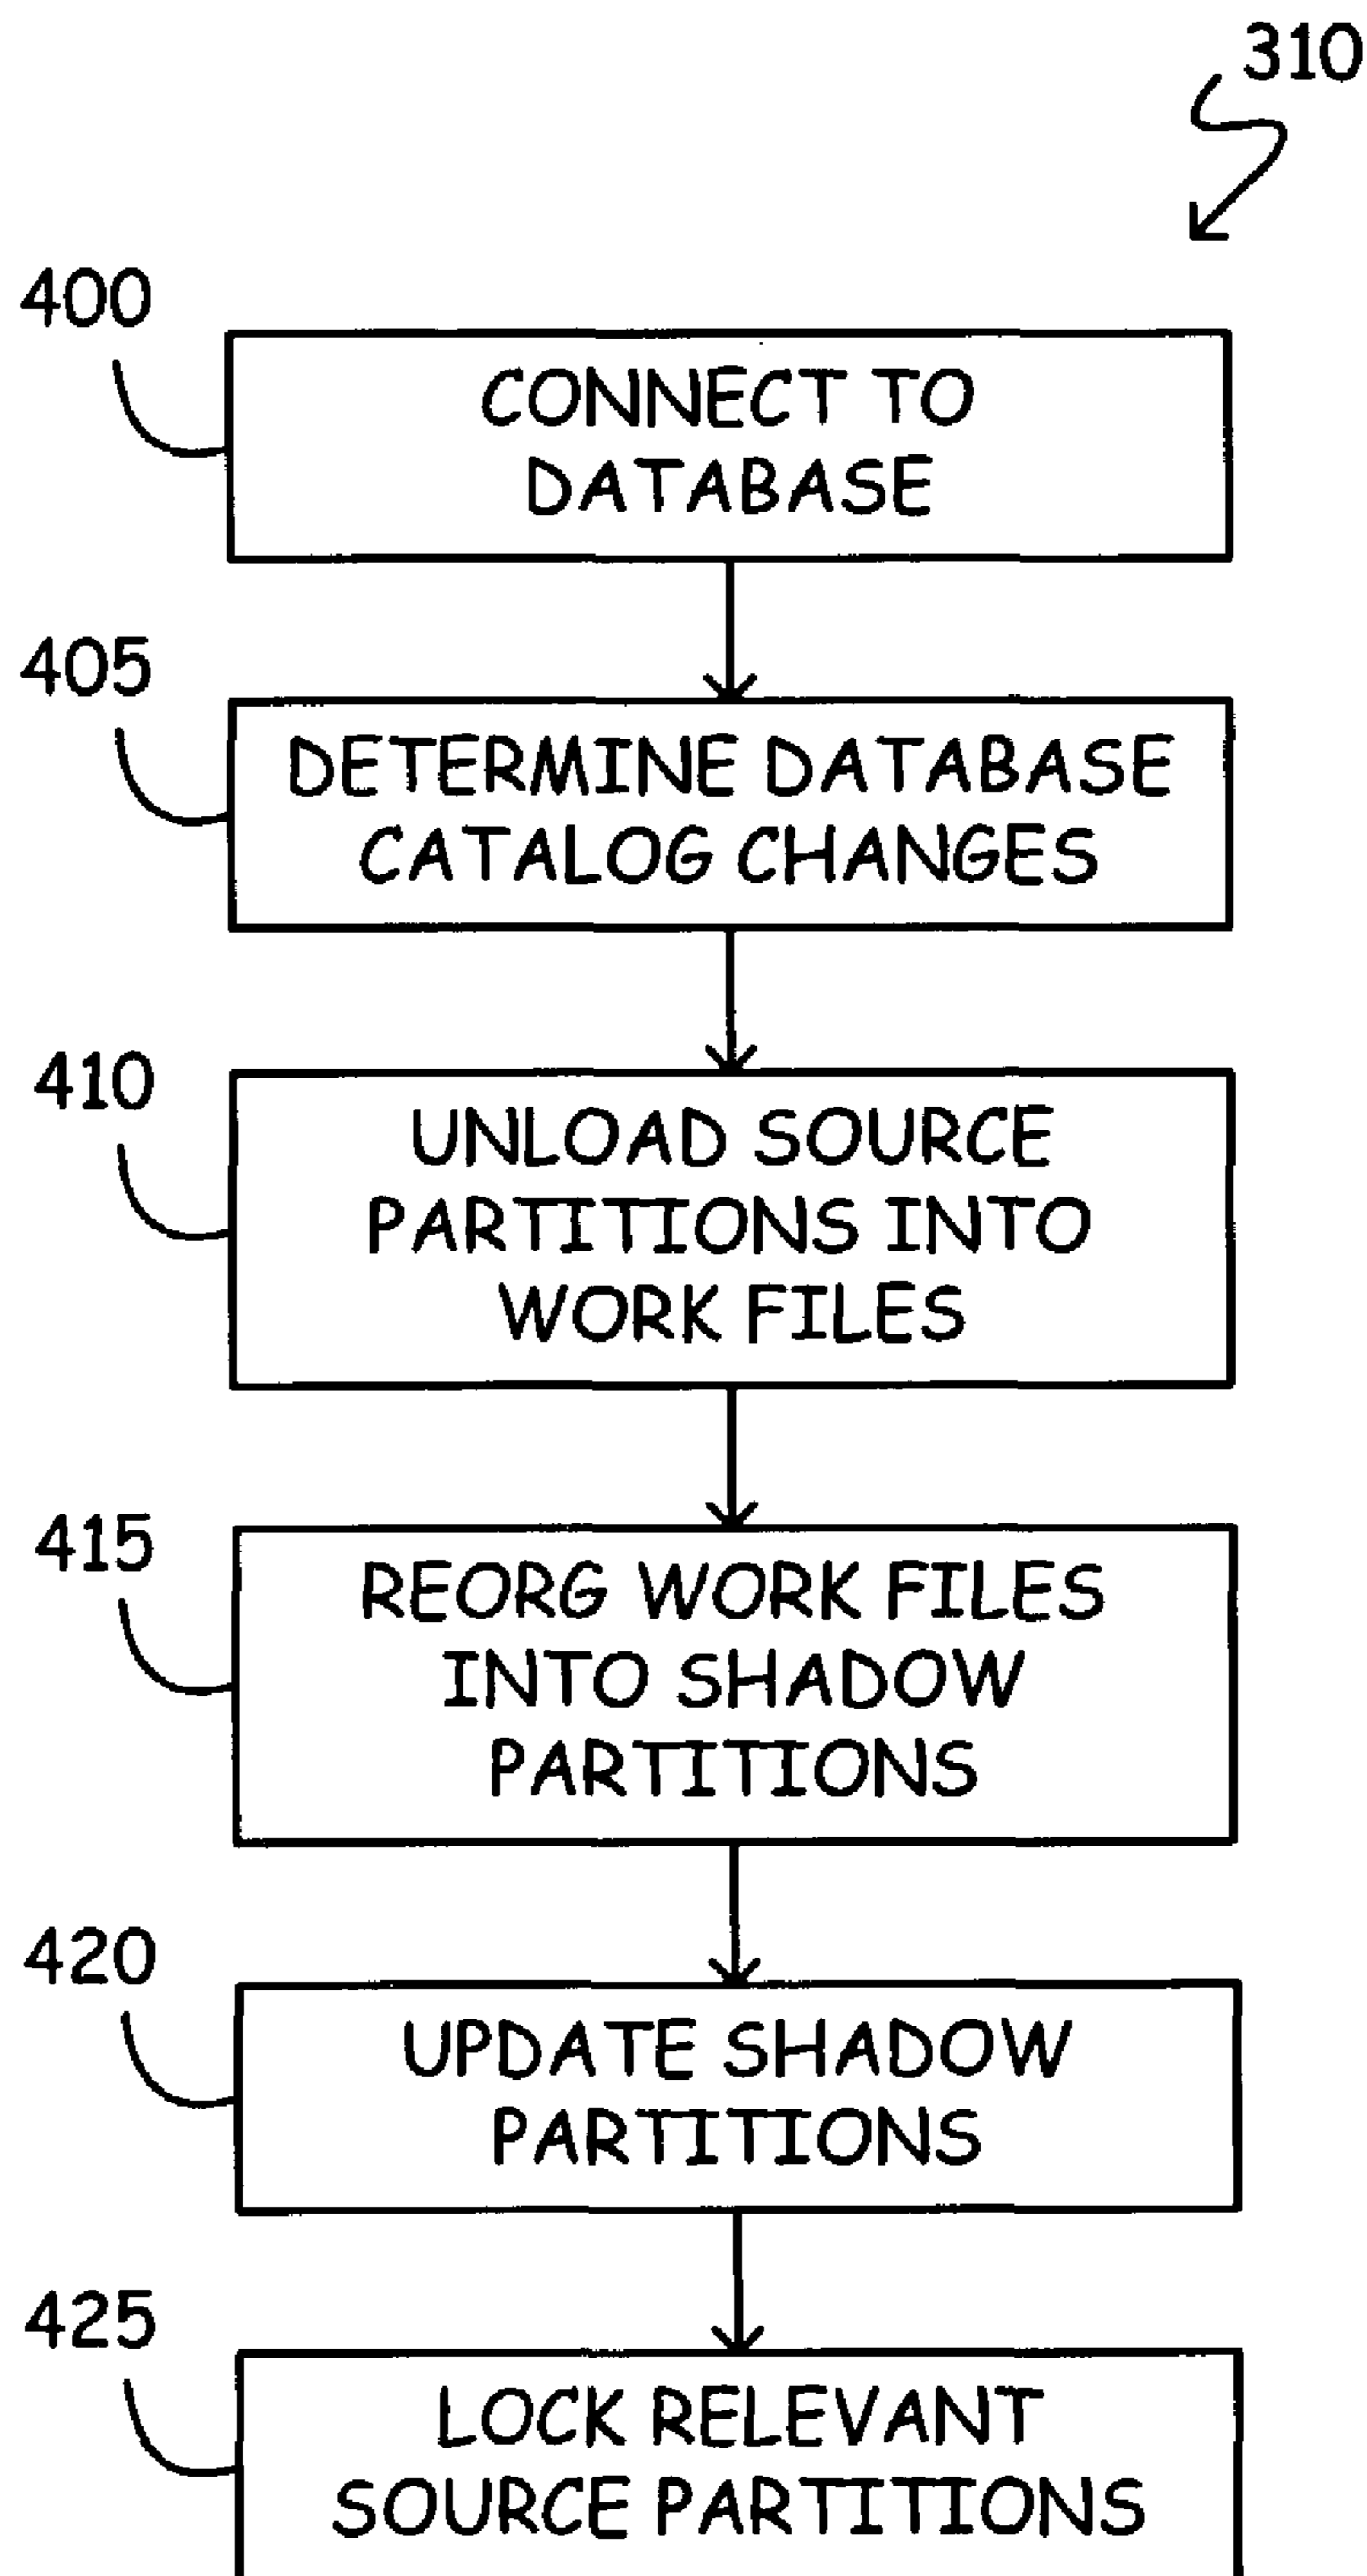 310
400
CONNECT TO
DATABASE
405
DETERMINE DATABASE
CATALOG CHANGES
410
UNLOAD SOURCE
PARTITIONS INTO
WORK FILES
415
REORG WORK FILES
INTO SHADOW
PARTITIONS
420
UPDATE SHADOW
PARTITIONS
425
LOCK RELEVANT
SOURCE PARTITIONS